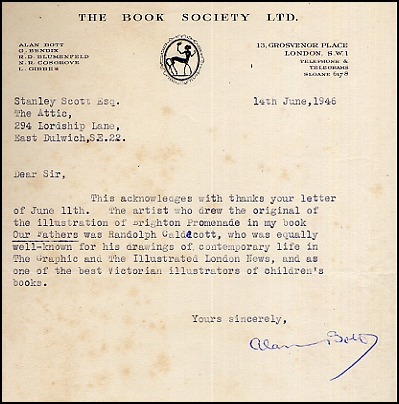 THE BOOK SOCIETY LTD.
ALAN BOTT
G. BENDIX
R. D. BLUMENFELD
N. R. COSGROVE
L. GIBBES
13, GROSVENOR PLACE
LONDON, S.W.1
TELEPHONE &
TELEGRAMS
SLOANE 6178
Stanley Scott Esq.
14th June, 1946
The Attic,
294 Lordship Lane,
East Dulwich, S.E.22.
Dear Sir,
This acknowledges with thanks your letter
of June 11th. The artist who drew the original of
the illustration of Brighton Promenade in my book
Our Fathers was Randolph Caldecott, who was equally
well-known for his drawings of contemporary life in
The Graphic and The Illustrated London News, and as
one of the best Victorian illustrators of children's
books.
Yours sincerely,
Alan Bott